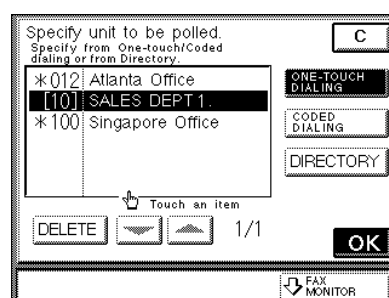 Specify unit to be polled.
Specify from One-touch/Coded
dialing or from Directory.
C
*012 Atlanta Office
[10] SALES DEPT 1.
*100 Singapore Office
ONE-TOUCH
DIALING
CODED
DIALING
DIRECTORY
Touch an item
DELETE
1/1
OK
FAX
MONITOR